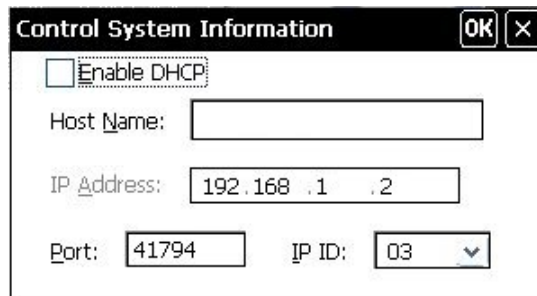 Control System Information OK ×
Enable DHCP
Host Name:
IP Address: 192.168.1.2
Port: 41794 IP ID: 03